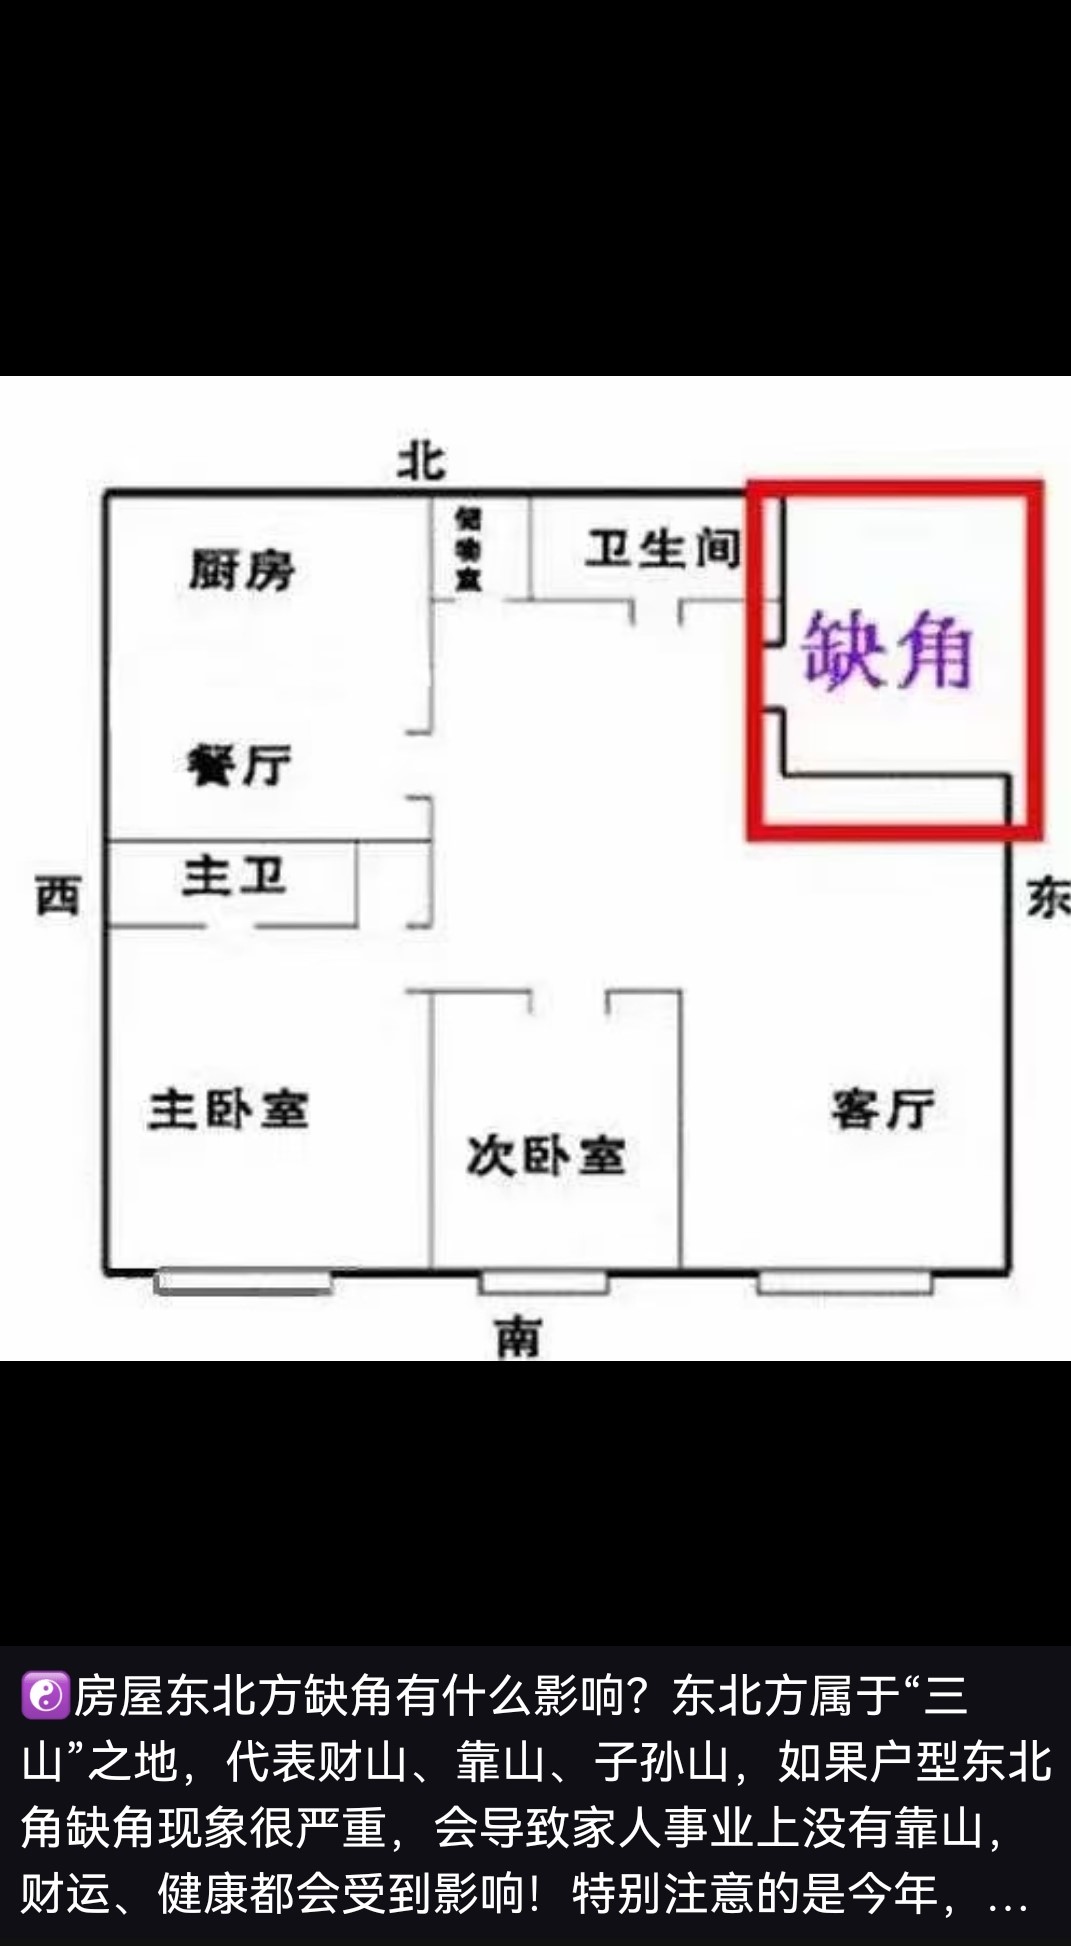 北
厨房
储物室
卫生间
缺角
餐厅
主卫
西
东
主卧室
次卧室
客厅
南
☯️房屋东北方缺角有什么影响？东北方属于“三
山”之地，代表财山、靠山、子孙山，如果户型东北
角缺角现象很严重，会导致家人事业上没有靠山，
财运、健康都会受到影响！特别注意的是今年，...